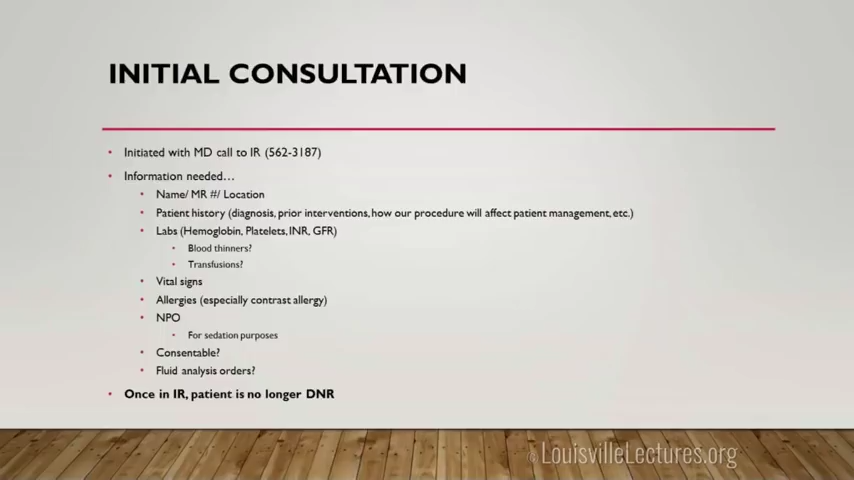 INITIAL CONSULTATION
• Initiated with MD call to IR (562-3187)
• Information needed…
• Name/ MR #/ Location
• Patient history (diagnosis, prior interventions, how our procedure will affect patient management, etc.)
• Labs (Hemoglobin, Platelets, INR, GFR)
• Blood thinners?
• Transfusions?
• Vital signs
• Allergies (especially contrast allergy)
• NPO
• For sedation purposes
• Consentable?
• Fluid analysis orders?
• Once in IR, patient is no longer DNR
© LouisvilleLectures.org